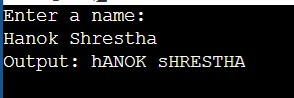 Enter a name:
Hanok Shrestha
Output: hANOK sHRESTHA